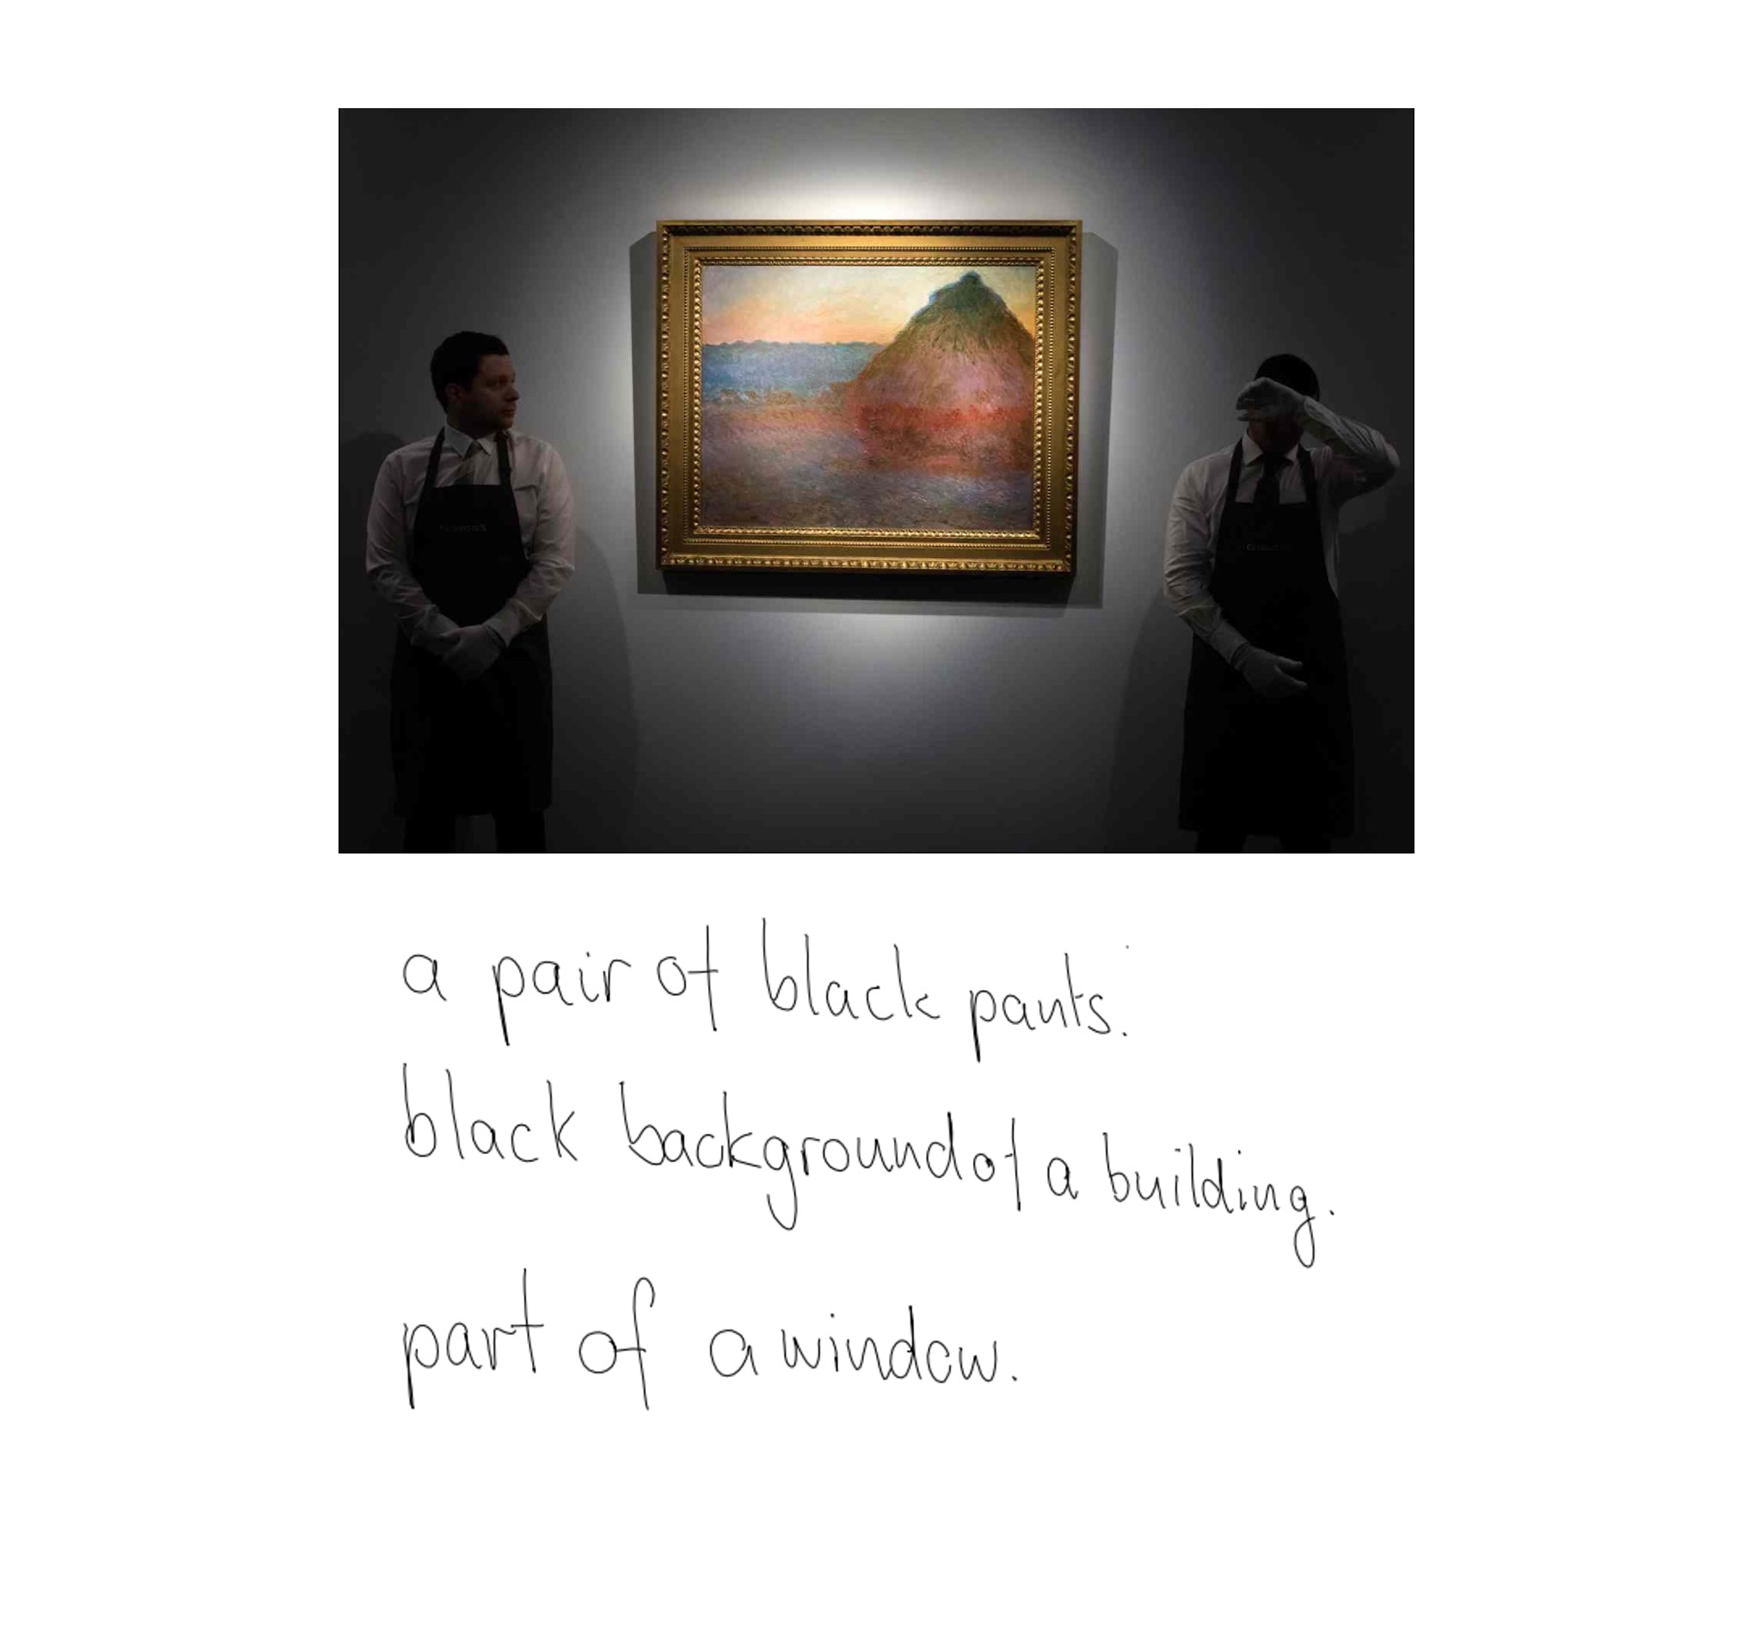 a pair of black pants.
black background of a building.
part of a window.